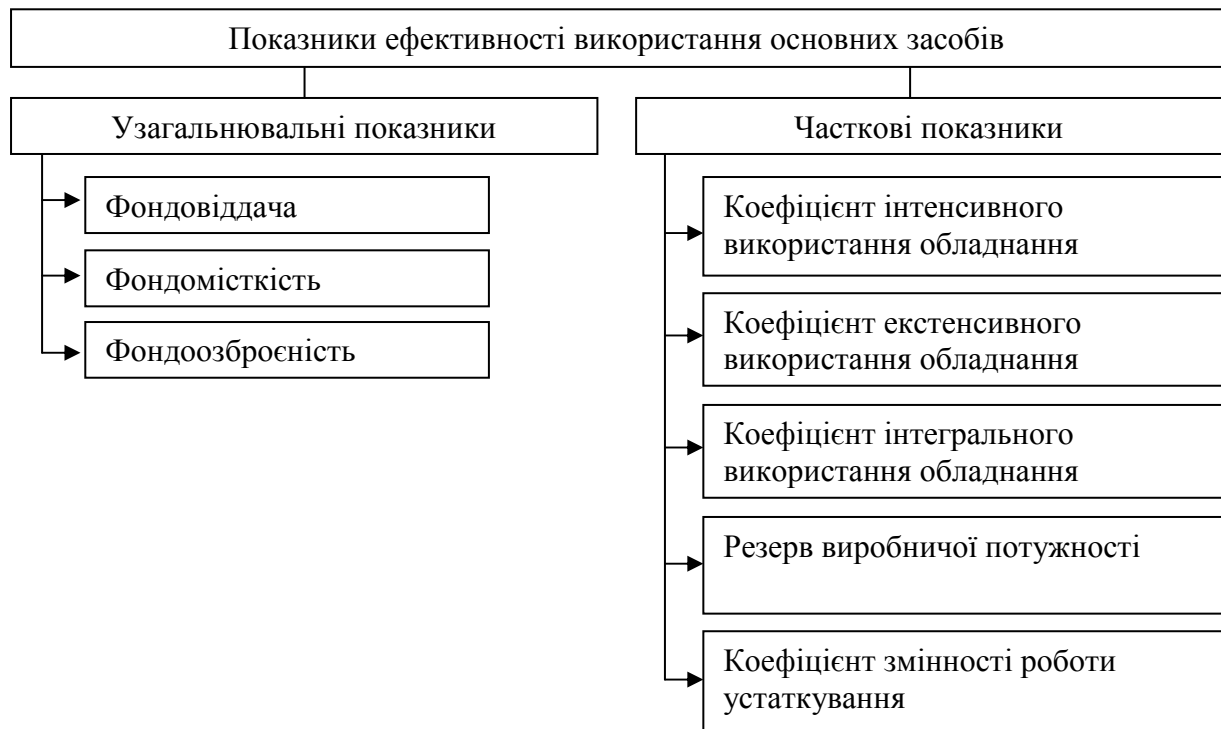 Показники ефективності використання основних засобів
Узагальнювальні показники
Фондовіддача
Фондомісткість
Фондоозброєність
Часткові показники
Коефіцієнт інтенсивного
використання обладнання
Коефіцієнт екстенсивного
використання обладнання
Коефіцієнт інтегрального
використання обладнання
Резерв виробничої потужності
Коефіцієнт змінності роботи
устаткування